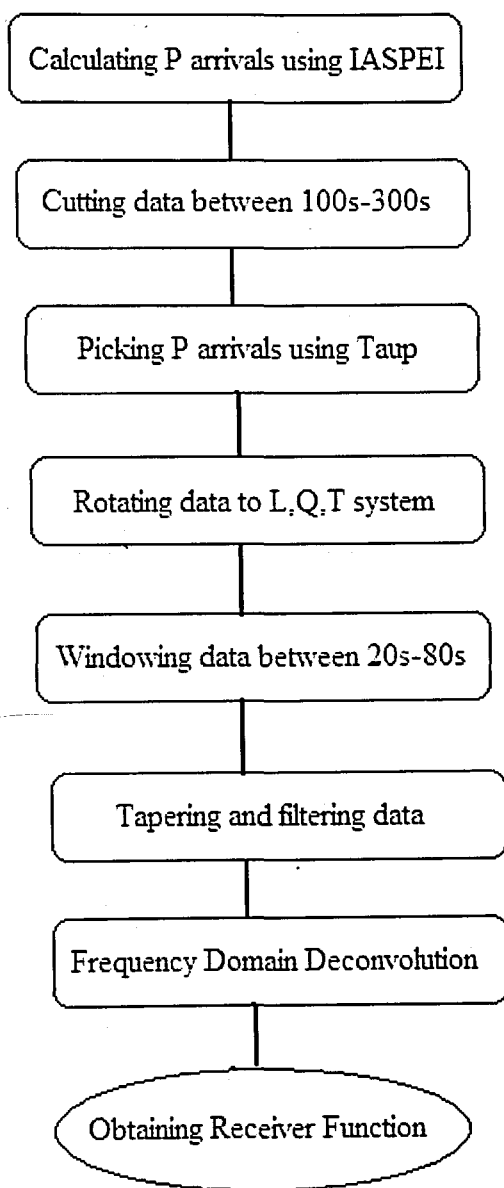 Calculating P arrivals using IASPEI
Cutting data between 100s-300s
Picking P arrivals using Taup
Rotating data to L,Q,T system
Windowing data between 20s-80s
Tapering and filtering data
Frequency Domain Deconvolution
Obtaining Receiver Function